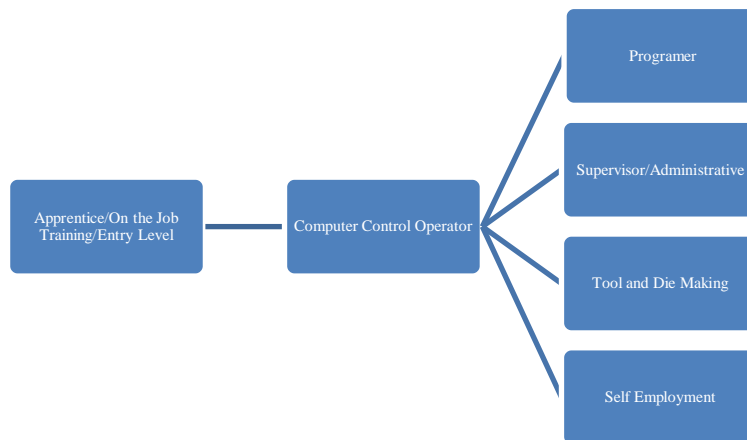 Apprentice/On the Job
Training/Entry Level
Computer Control Operator
Programer
Supervisor/Administrative
Tool and Die Making
Self Employment